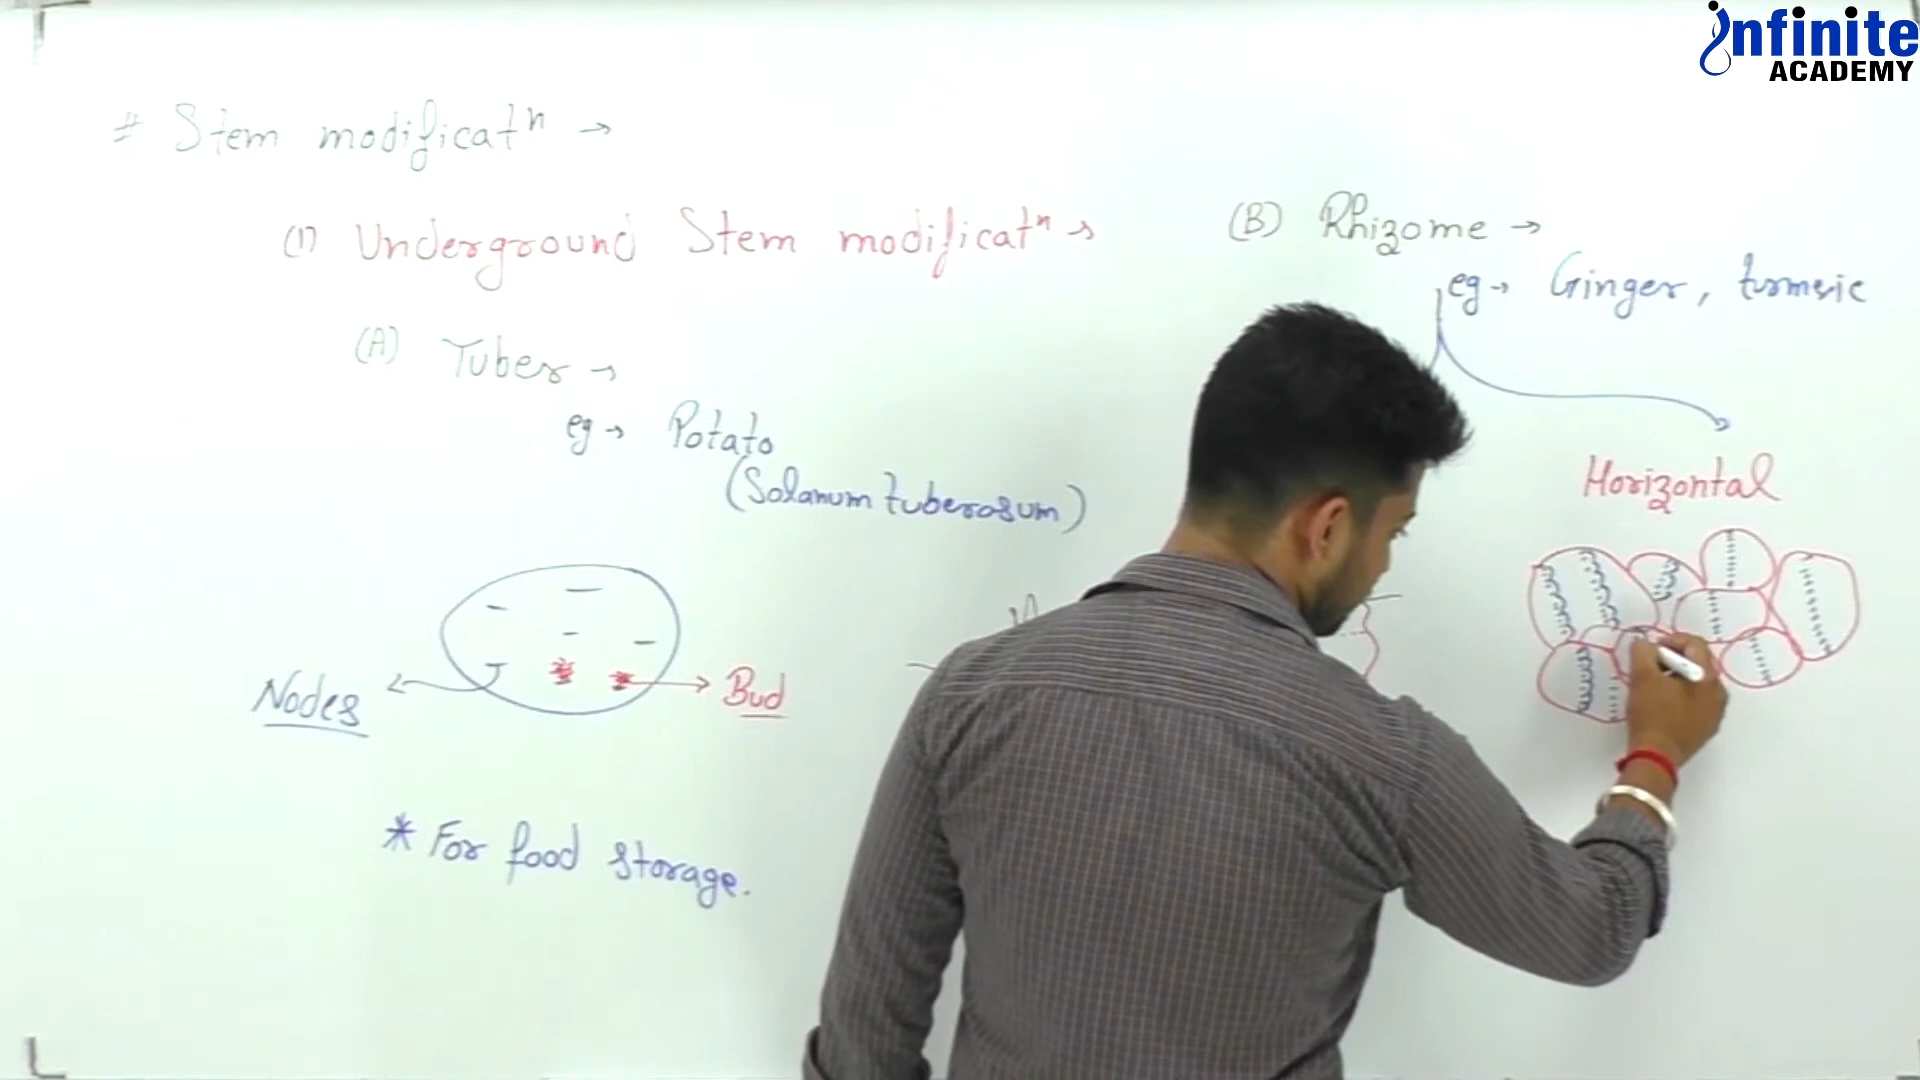 infinite
ACADEMY
# Stem modificatⁿ →
(1) Underground Stem modificatⁿ →
(A) Tuber →
eg → Potato
(Solanum tuberosum)
Nodes
Bud
* For food storage.
(B) Rhizome →
eg → Ginger, turmeric
Horizontal